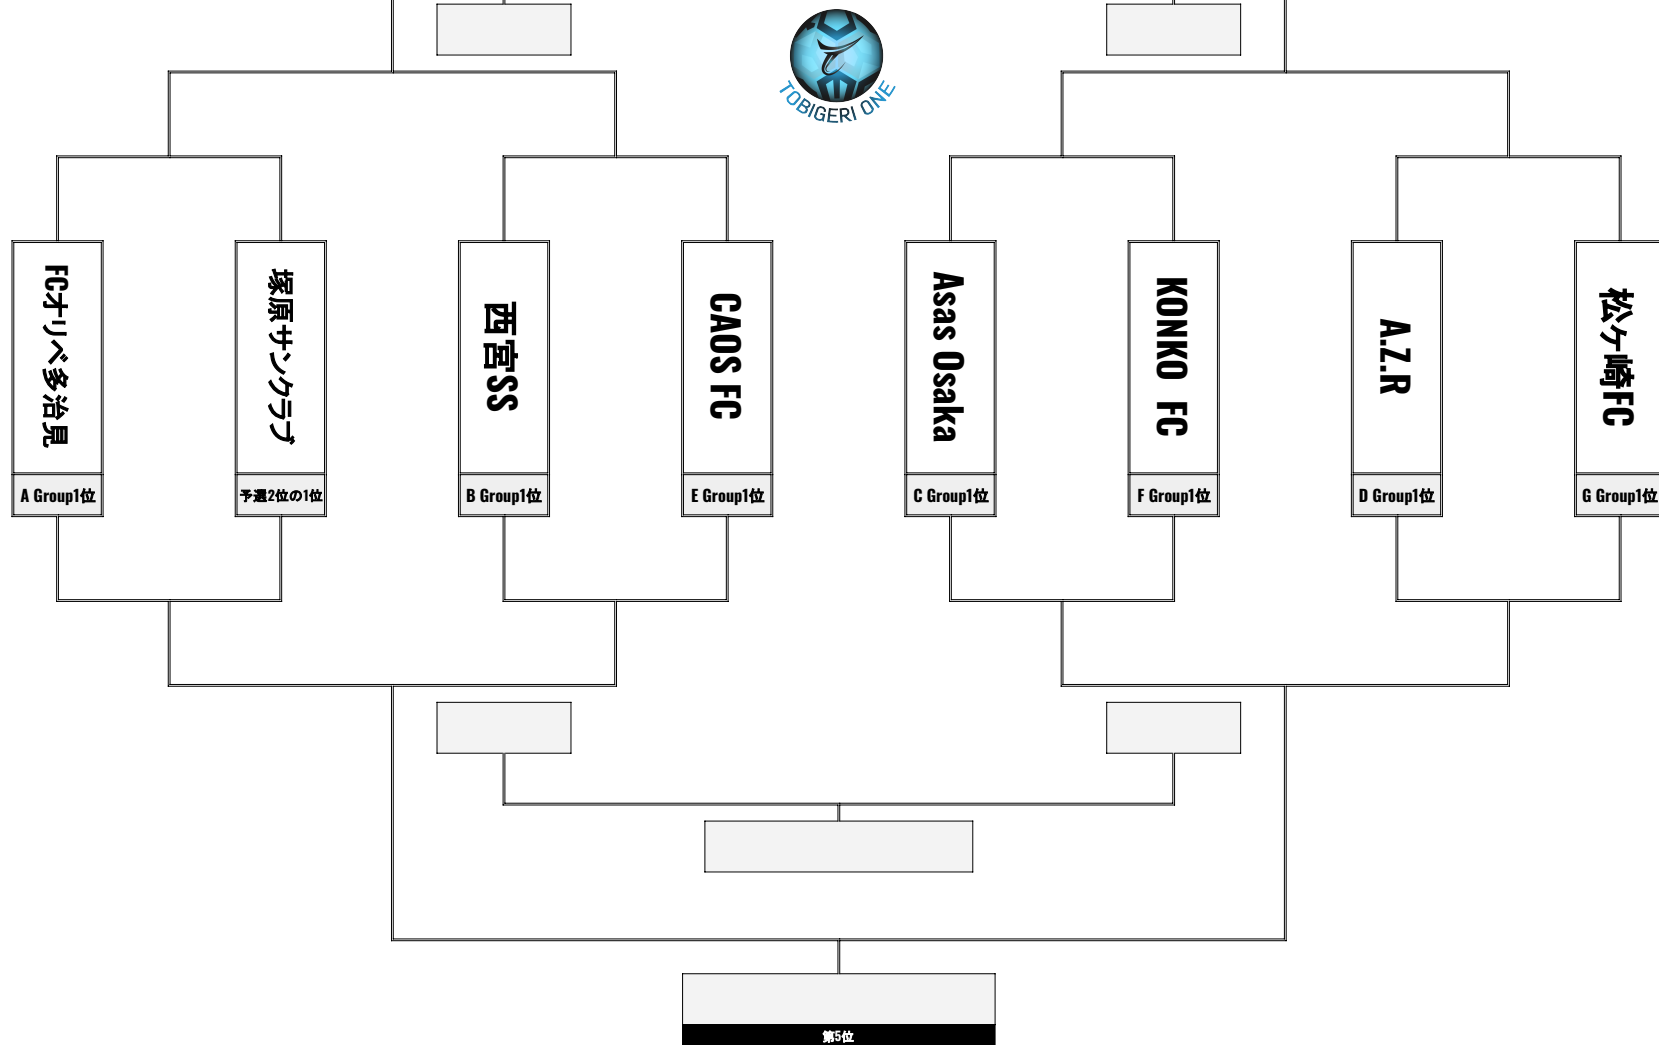 TOBIGERI ONE
FCオリベ多治見
塚原サンクラブ
西宮SS
CAOS FC
Asas Osaka
KONKO FC
A.Z.R
松ヶ崎FC
A Group1位
予選2位の1位
B Group1位
E Group1位
C Group1位
F Group1位
D Group1位
G Group1位
第5位